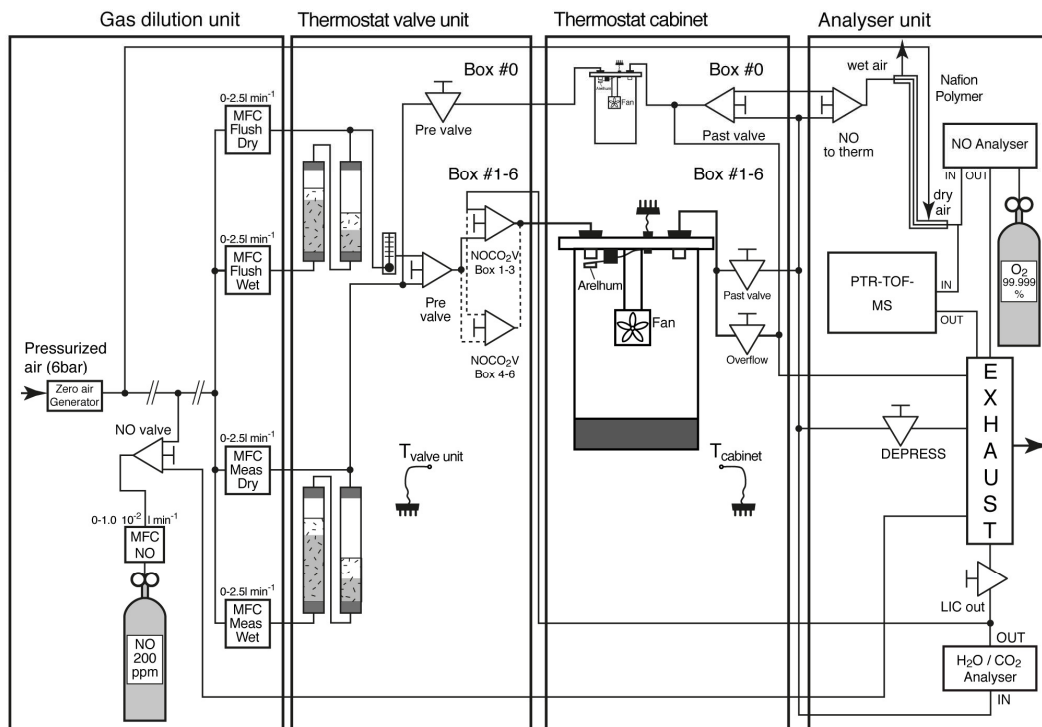 Gas dilution unit
Thermostat valve unit
Thermostat cabinet
Analyser unit
0-2.5l min⁻¹
MFC
Flush
Dry
0-2.5l min⁻¹
MFC
Flush
Wet
Pressurized
air (6bar)
Zero air
Generator
NO valve
0-2.5l min⁻¹
MFC
Meas
Dry
0-1.0 10⁻² l min⁻¹
MFC
NO
0-2.5l min⁻¹
MFC
Meas
Wet
NO
200
ppm
Box #0
Pre valve
Box #1-6
NOCO₂V
Box 1-3
Pre
valve
NOCO₂V
Box 4-6
T valve unit
Box #0
Arelhum
Fan
Past valve
Box #1-6
Arelhum
Fan
Past valve
Overflow
T cabinet
wet air
Nafion
Polymer
NO
to therm
NO Analyser
IN OUT
dry
air
O₂
99.999
%
PTR-TOF-
MS
IN
OUT
EXHAUST
DEPRESS
LIC out
OUT
H₂O / CO₂
Analyser
IN